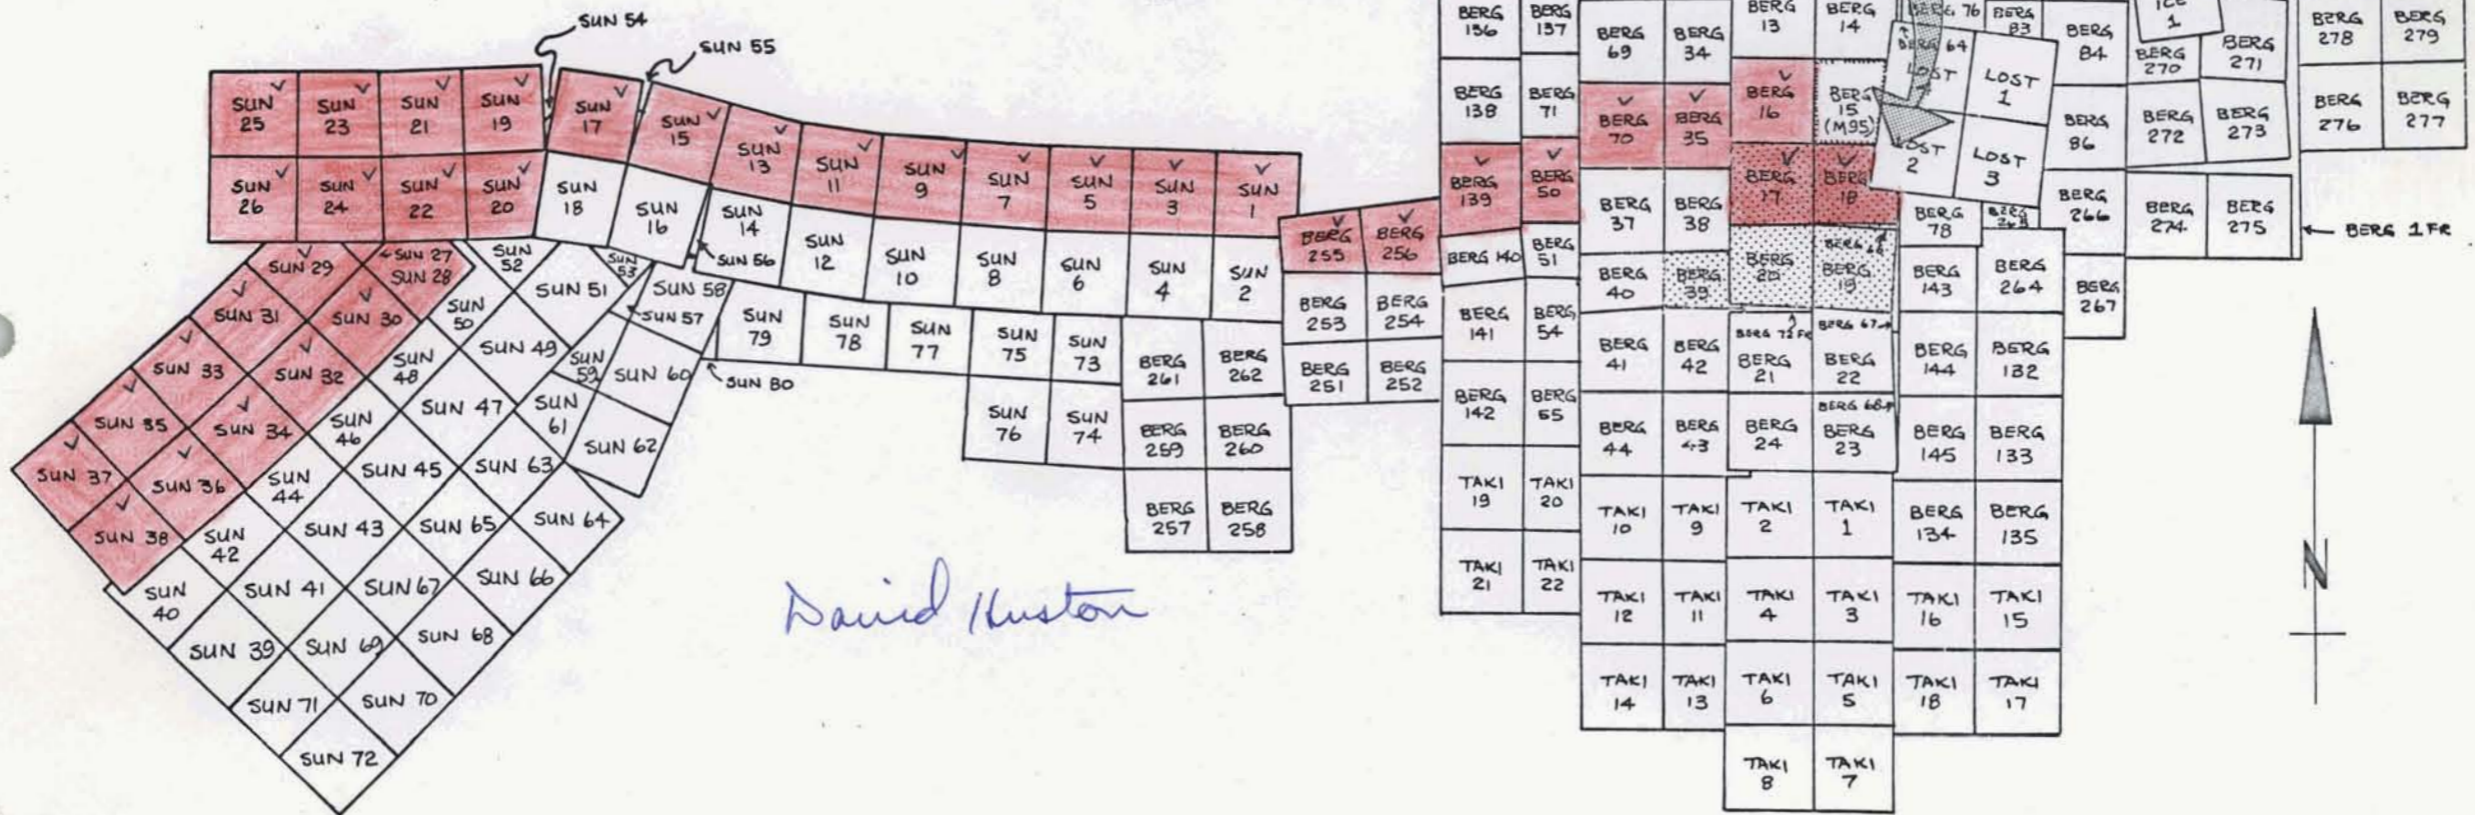 SUN 54
SUN 55
SUN 25
SUN 23
SUN 21
SUN 19
SUN 17
SUN 15
SUN 13
SUN 11
SUN 9
SUN 7
SUN 5
SUN 3
SUN 1
SUN 26
SUN 24
SUN 22
SUN 20
SUN 18
SUN 16
SUN 56
SUN 14
SUN 12
SUN 10
SUN 8
SUN 6
SUN 4
SUN 2
SUN 29
SUN 27
SUN 28
SUN 52
SUN 53
SUN 31
SUN 30
SUN 50
SUN 51
SUN 58
SUN 57
SUN 33
SUN 32
SUN 48
SUN 49
SUN 59
SUN 60
SUN 80
SUN 79
SUN 78
SUN 77
SUN 75
SUN 73
SUN 76
SUN 74
SUN 35
SUN 34
SUN 46
SUN 47
SUN 61
SUN 62
SUN 37
SUN 36
SUN 44
SUN 45
SUN 63
SUN 38
SUN 42
SUN 43
SUN 65
SUN 64
SUN 40
SUN 41
SUN 67
SUN 66
SUN 39
SUN 69
SUN 68
SUN 71
SUN 70
SUN 72
BERG 261
BERG 262
BERG 259
BERG 260
BERG 257
BERG 258
BERG 255
BERG 256
BERG 253
BERG 254
BERG 251
BERG 252
David Huston
BERG 136
BERG 137
BERG 138
BERG 71
BERG 139
BERG 50
BERG 140
BERG 51
BERG 141
BERG 54
BERG 142
BERG 65
TAKI 19
TAKI 20
TAKI 21
TAKI 22
BERG 69
BERG 34
BERG 70
BERG 35
BERG 37
BERG 38
BERG 40
BERG 39
BERG 41
BERG 42
BERG 44
BERG 43
TAKI 10
TAKI 9
TAKI 12
TAKI 11
TAKI 14
TAKI 13
BERG 13
BERG 14
BERG 16
BERG 15 (M95)
BERG 17
BERG 18
BERG 20
BERG 19
BERG 72 FR
BERG 67
BERG 21
BERG 22
BERG 68
BERG 24
BERG 23
TAKI 2
TAKI 1
TAKI 4
TAKI 3
TAKI 6
TAKI 5
TAKI 8
TAKI 7
BERG 76
BERG 83
BERG 64
LOST
LOST 1
LOST 2
LOST 3
BERG 78
BERG 143
BERG 264
BERG 144
BERG 132
BERG 145
BERG 133
BERG 134
BERG 135
TAKI 16
TAKI 15
TAKI 18
TAKI 17
BERG 84
BERG 86
BERG 266
BERG 267
ICE 1
BERG 270
BERG 271
BERG 272
BERG 273
BERG 274
BERG 275
BERG 278
BERG 279
BERG 276
BERG 277
BERG 1 FR
N